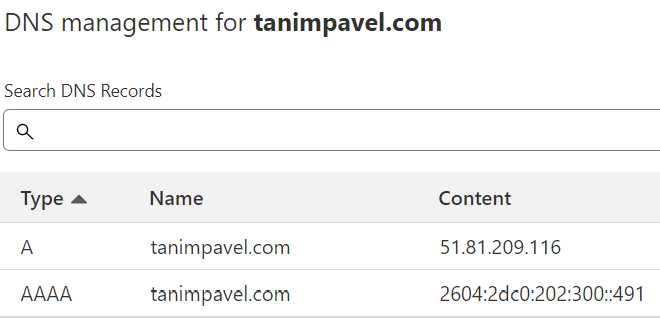 DNS management for tanimpavel.com
Search DNS Records
Type Name Content
A tanimpavel.com 51.81.209.116
AAAA tanimpavel.com 2604:2dc0:202:300::491